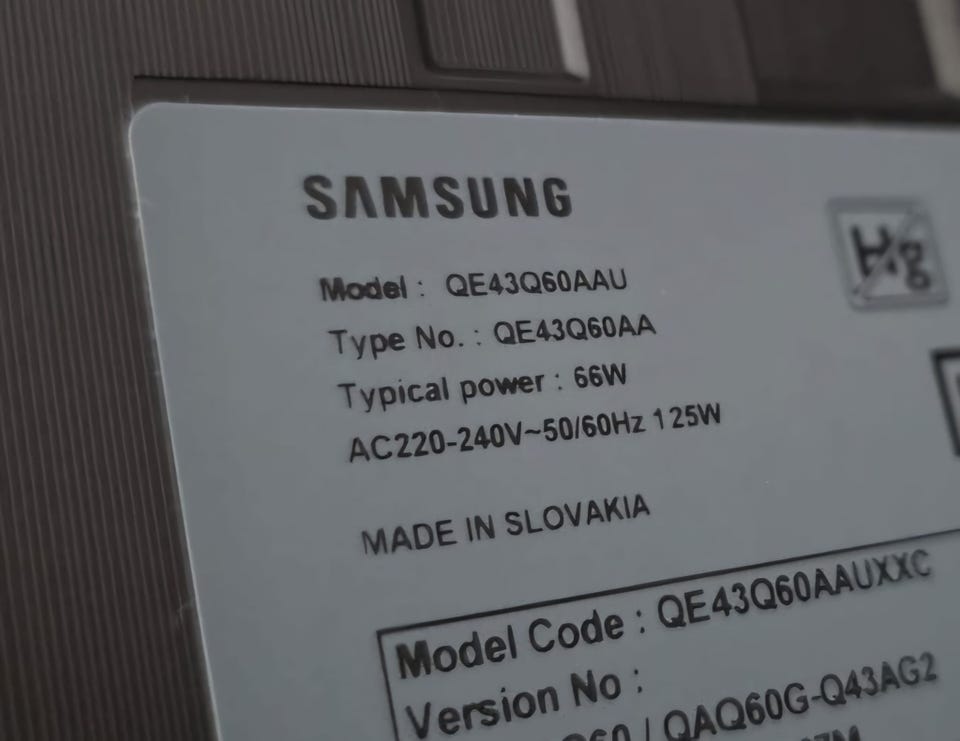 SAMSUNG
Hg
Model : QE43Q60AAU
Type No. : QE43Q60AA
Typical power : 66W
AC220-240V~50/60Hz 125W
MADE IN SLOVAKIA
Model Code : QE43Q60AAUXXC
Version No :
/ QAQ60G-Q43AG2